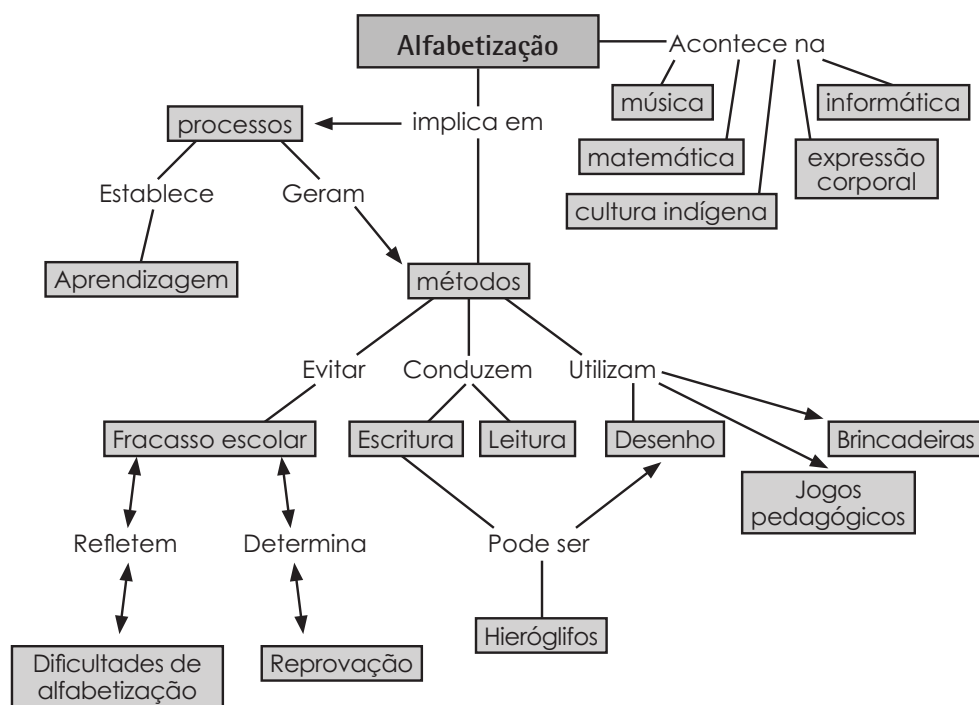 Alfabetização
Acontece na
música
informática
processos
implica em
matemática
expressão
corporal
Establece
Geram
cultura indígena
Aprendizagem
métodos
Evitar
Conduzem
Utilizam
Fracasso escolar
Escritura
Leitura
Desenho
Brincadeiras
Jogos
pedagógicos
Refletem
Determina
Pode ser
Hieróglifos
Dificultades de
alfabetização
Reprovação